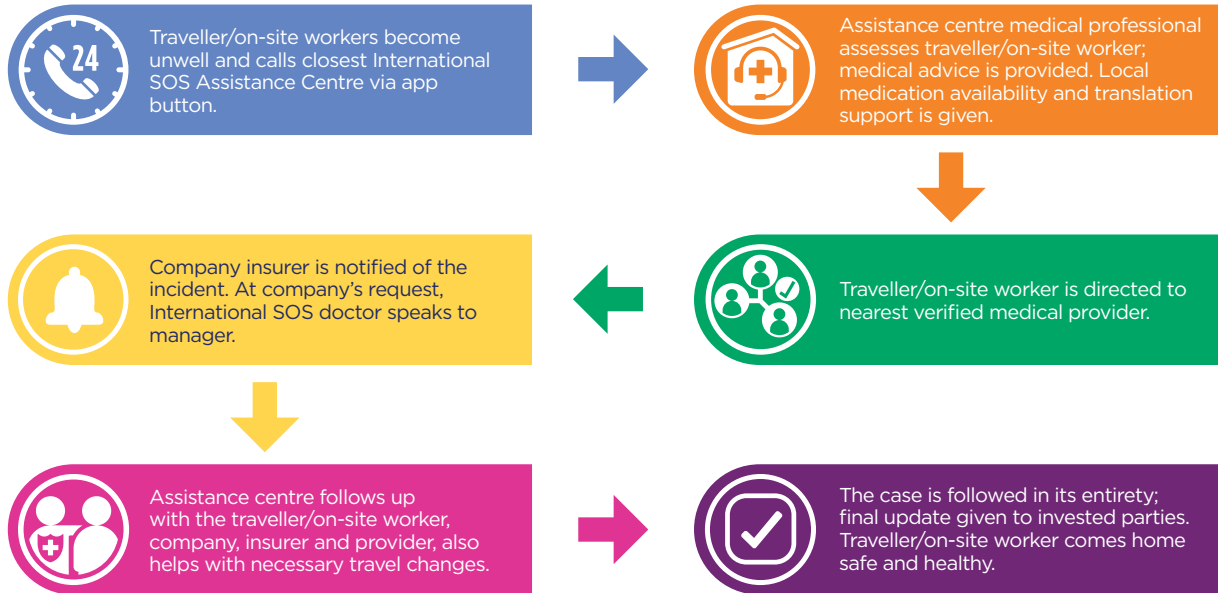 24
Traveller/on-site workers become
unwell and calls closest International
SOS Assistance Centre via app
button.
Assistance centre medical professional
assesses traveller/on-site worker;
medical advice is provided. Local
medication availability and translation
support is given.
Traveller/on-site worker is directed to
nearest verified medical provider.
Company insurer is notified of the
incident. At company’s request,
International SOS doctor speaks to
manager.
Assistance centre follows up
with the traveller/on-site worker,
company, insurer and provider, also
helps with necessary travel changes.
The case is followed in its entirety;
final update given to invested parties.
Traveller/on-site worker comes home
safe and healthy.